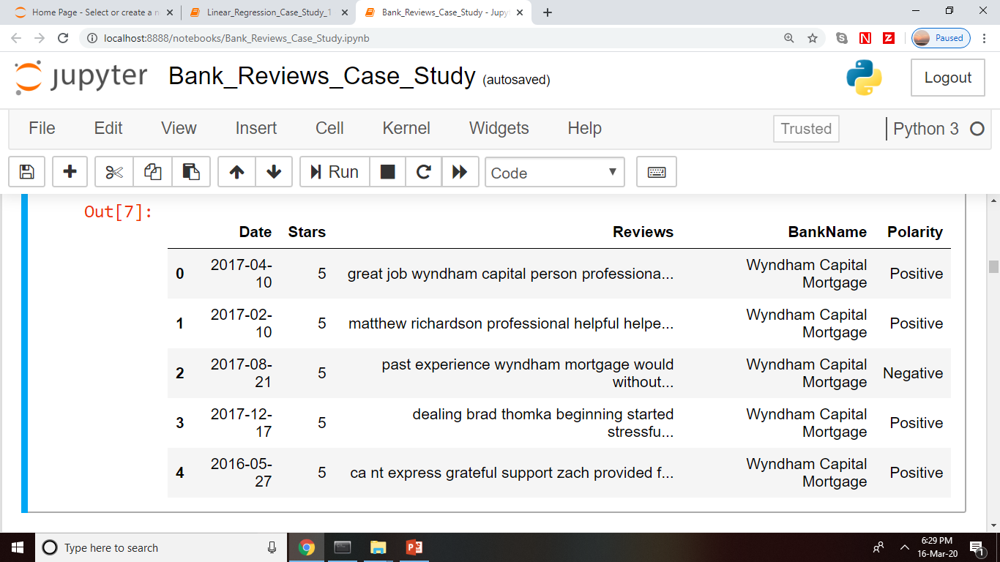 Home Page - Select or create a n
Linear_Regression_Case_Study_1
Bank_Reviews_Case_Study - Jupy
localhost:8888/notebooks/Bank_Reviews_Case_Study.ipynb
Paused
jupyter Bank_Reviews_Case_Study (autosaved)
Logout
File Edit View Insert Cell Kernel Widgets Help
Trusted
Python 3
Run
Code
Out[7]:
Date Stars Reviews BankName Polarity
0 2017-04-10 5 great job wyndham capital person professiona... Wyndham Capital Mortgage Positive
1 2017-02-10 5 matthew richardson professional helpful helpe... Wyndham Capital Mortgage Positive
2 2017-08-21 5 past experience wyndham mortgage would without... Wyndham Capital Mortgage Negative
3 2017-12-17 5 dealing brad thomka beginning started stressfu... Wyndham Capital Mortgage Positive
4 2016-05-27 5 ca nt express grateful support zach provided f... Wyndham Capital Mortgage Positive
Type here to search
6:29 PM
16-Mar-20
1